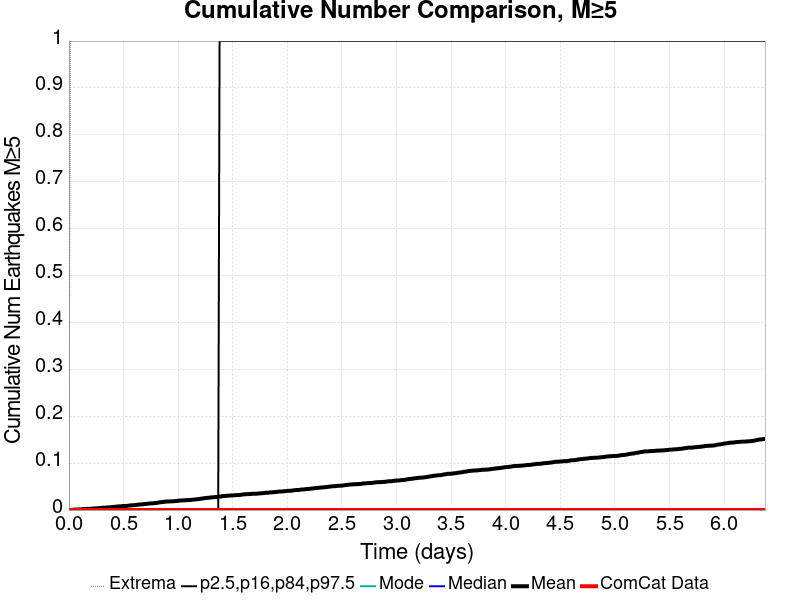 Cumulative Number Comparison, M≥5
Cumulative Num Earthquakes M≥5
1
0.9
0.8
0.7
0.6
0.5
0.4
0.3
0.2
0.1
0
0.0 0.5 1.0 1.5 2.0 2.5 3.0 3.5 4.0 4.5 5.0 5.5 6.0
Time (days)
Extrema p2.5,p16,p84,p97.5 Mode Median Mean ComCat Data